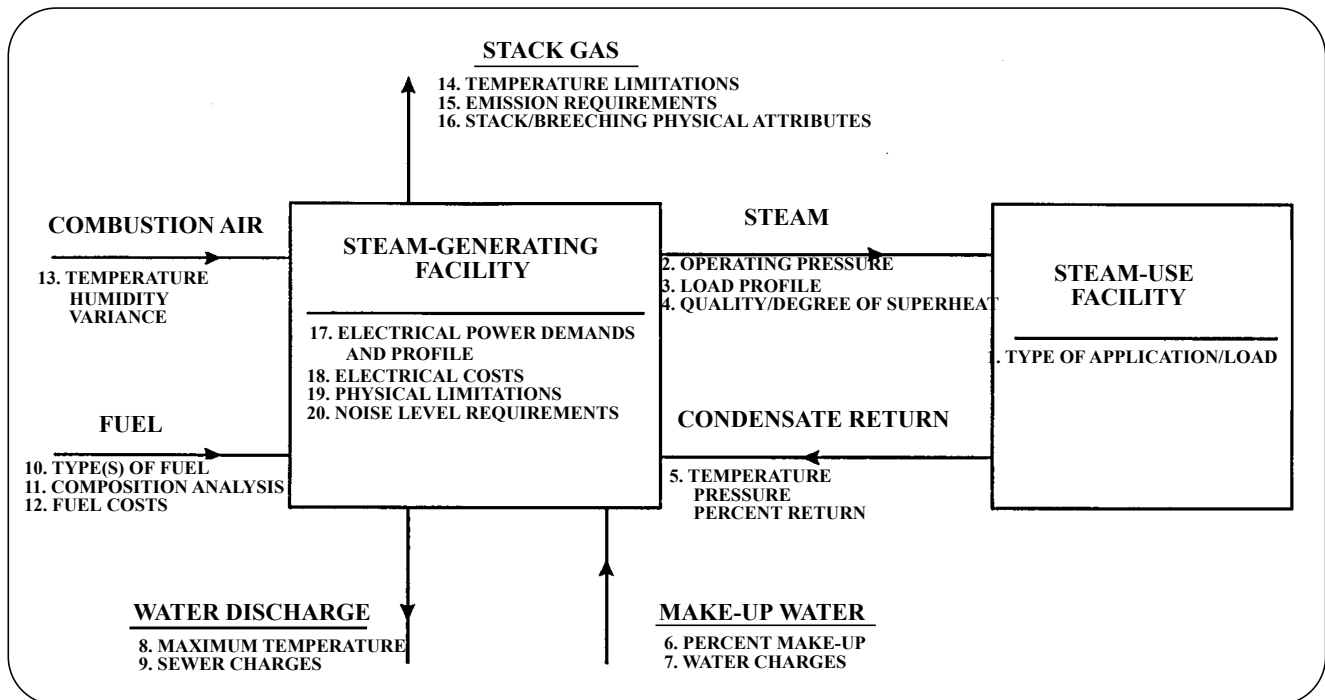 STACK GAS
14. TEMPERATURE LIMITATIONS
15. EMISSION REQUIREMENTS
16. STACK/BREECHING PHYSICAL ATTRIBUTES
COMBUSTION AIR
13. TEMPERATURE
HUMIDITY
VARIANCE
STEAM-GENERATING
FACILITY
17. ELECTRICAL POWER DEMANDS
AND PROFILE
18. ELECTRICAL COSTS
19. PHYSICAL LIMITATIONS
20. NOISE LEVEL REQUIREMENTS
STEAM
2. OPERATING PRESSURE
3. LOAD PROFILE
4. QUALITY/DEGREE OF SUPERHEAT
STEAM-USE
FACILITY
1. TYPE OF APPLICATION/LOAD
FUEL
10. TYPE(S) OF FUEL
11. COMPOSITION ANALYSIS
12. FUEL COSTS
CONDENSATE RETURN
5. TEMPERATURE
PRESSURE
PERCENT RETURN
WATER DISCHARGE
8. MAXIMUM TEMPERATURE
9. SEWER CHARGES
MAKE-UP WATER
6. PERCENT MAKE-UP
7. WATER CHARGES